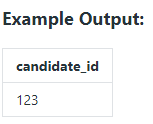 Example Output:
candidate_id
123